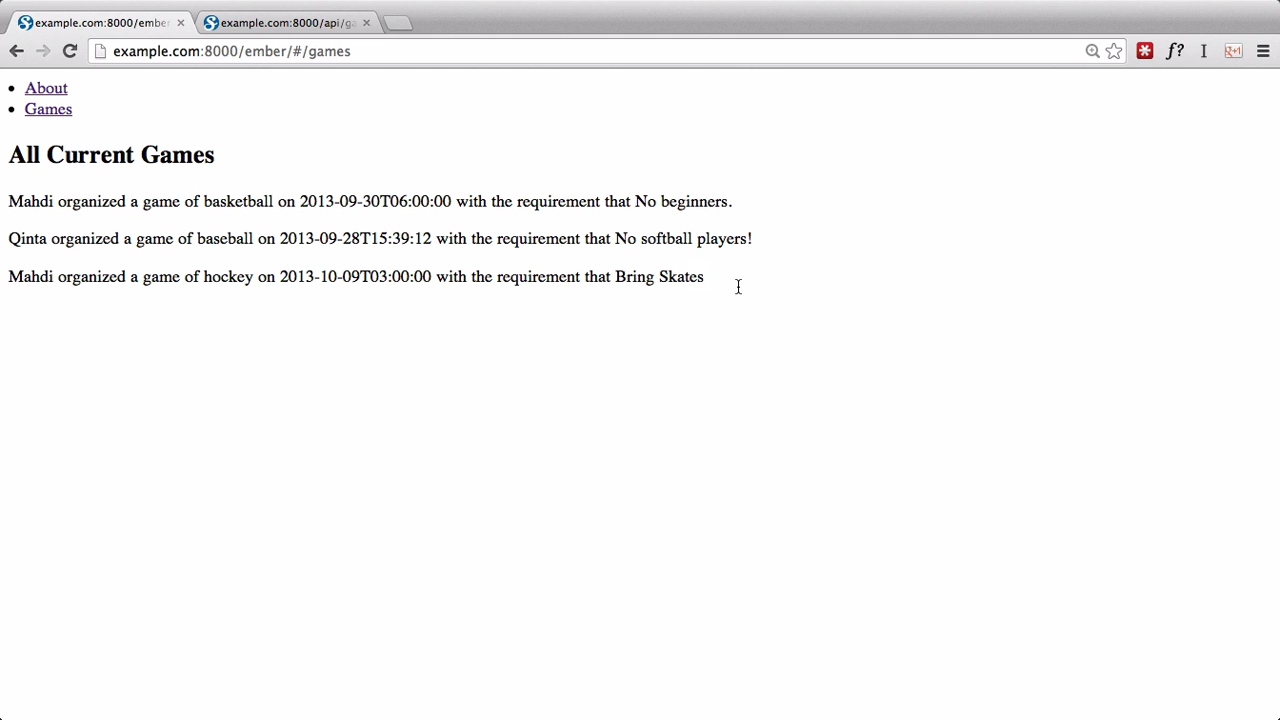 example.com:8000/ember
example.com:8000/api/ga
example.com:8000/ember/#/games
f?
About
Games
All Current Games
Mahdi organized a game of basketball on 2013-09-30T06:00:00 with the requirement that No beginners.
Qinta organized a game of baseball on 2013-09-28T15:39:12 with the requirement that No softball players!
Mahdi organized a game of hockey on 2013-10-09T03:00:00 with the requirement that Bring Skates